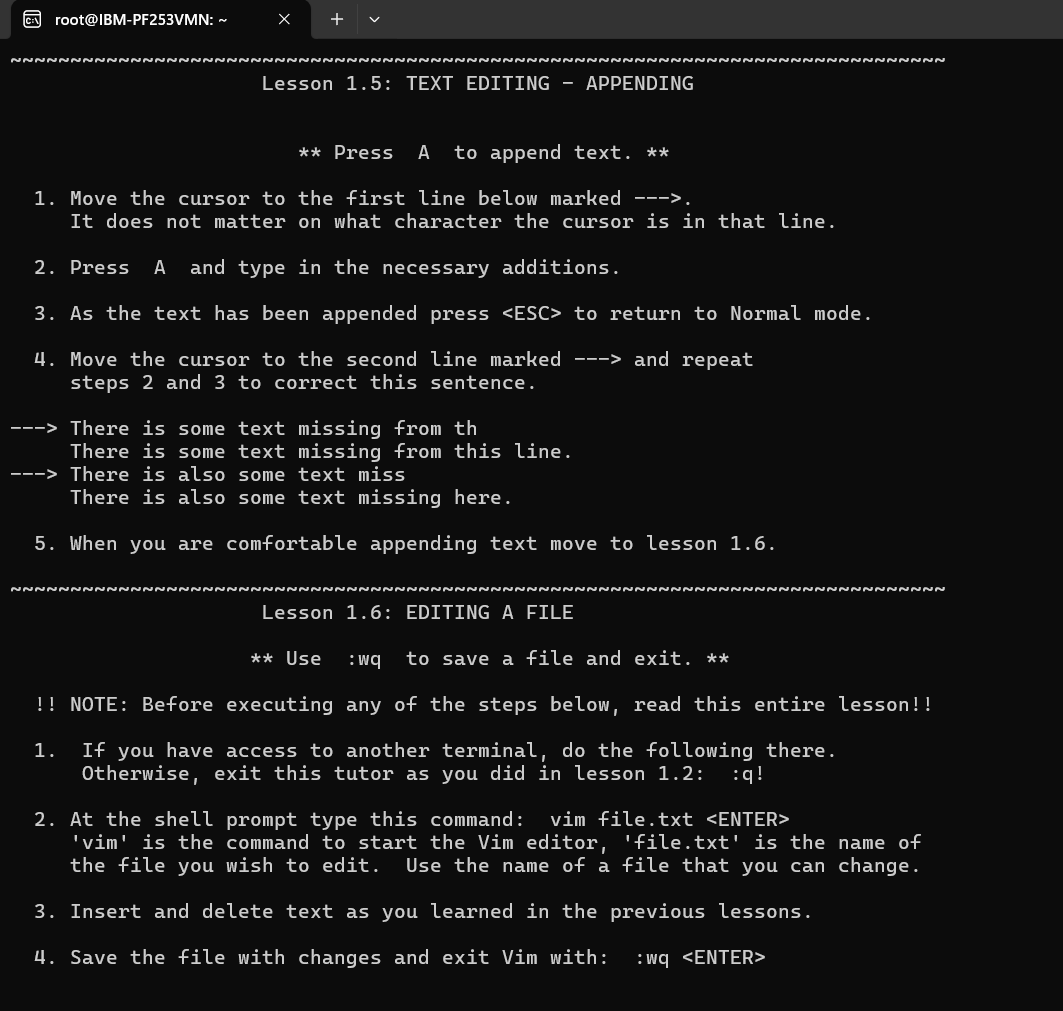 root@IBM-PF253VMN: ~
~~~~~~~~~~~~~~~~~~~~~~~~~~~~~~~~~~~~~~~~~~~~~~~~~~~~~~~~~~~~~~~~~~~~~~~~~~~~~~
Lesson 1.5: TEXT EDITING - APPENDING
** Press  A  to append text. **
1. Move the cursor to the first line below marked --->.
It does not matter on what character the cursor is in that line.
2. Press  A  and type in the necessary additions.
3. As the text has been appended press <ESC> to return to Normal mode.
4. Move the cursor to the second line marked ---> and repeat
steps 2 and 3 to correct this sentence.
---> There is some text missing from th
There is some text missing from this line.
---> There is also some text miss
There is also some text missing here.
5. When you are comfortable appending text move to lesson 1.6.
~~~~~~~~~~~~~~~~~~~~~~~~~~~~~~~~~~~~~~~~~~~~~~~~~~~~~~~~~~~~~~~~~~~~~~~~~~~~~~
Lesson 1.6: EDITING A FILE
** Use  :wq  to save a file and exit. **
!! NOTE: Before executing any of the steps below, read this entire lesson!!
1.  If you have access to another terminal, do the following there.
Otherwise, exit this tutor as you did in lesson 1.2:  :q!
2. At the shell prompt type this command:  vim file.txt <ENTER>
'vim' is the command to start the Vim editor, 'file.txt' is the name of
the file you wish to edit.  Use the name of a file that you can change.
3. Insert and delete text as you learned in the previous lessons.
4. Save the file with changes and exit Vim with:  :wq <ENTER>